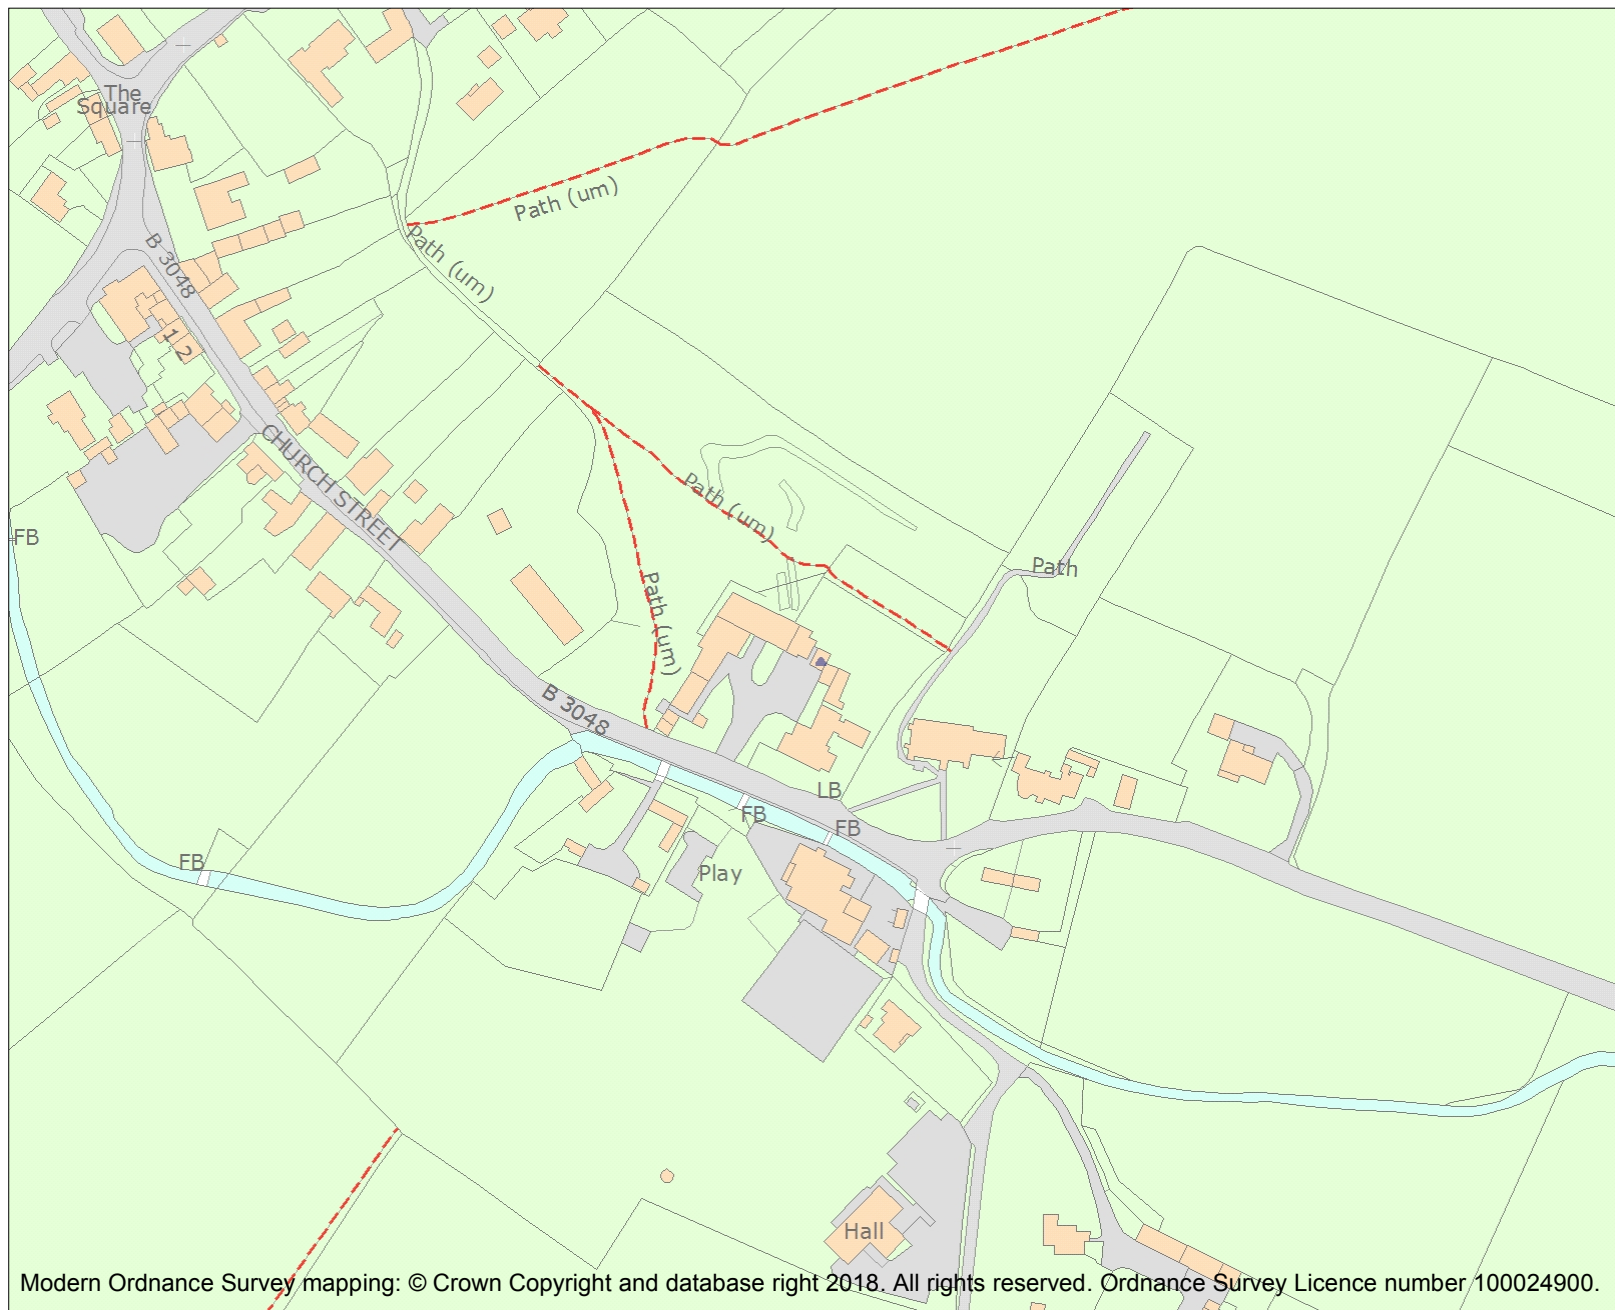 The
Square
Path (um)
B 3048
Path (um)
1
2
CHURCH STREET
Path (um)
FB
Path
Path (um)
B 3048
LB
FB
FB
FB
Play
Hall
Modern Ordnance Survey mapping: © Crown Copyright and database right 2018. All rights reserved. Ordnance Survey Licence number 100024900.